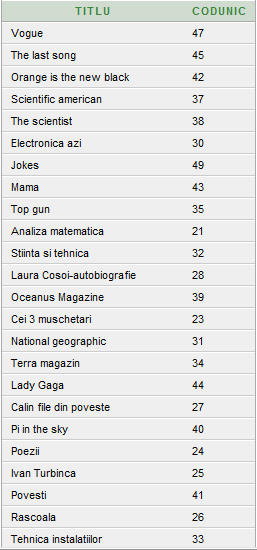 TITLU CODUNIC
Vogue 47
The last song 45
Orange is the new black 42
Scientific american 37
The scientist 38
Electronica azi 30
Jokes 49
Mama 43
Top gun 35
Analiza matematica 21
Stiinta si tehnica 32
Laura Cosoi-autobiografie 28
Oceanus Magazine 39
Cei 3 muschetari 23
National geographic 31
Terra magazin 34
Lady Gaga 44
Calin file din poveste 27
Pi in the sky 40
Poezii 24
Ivan Turbinca 25
Povesti 41
Rascoala 26
Tehnica instalatiilor 33